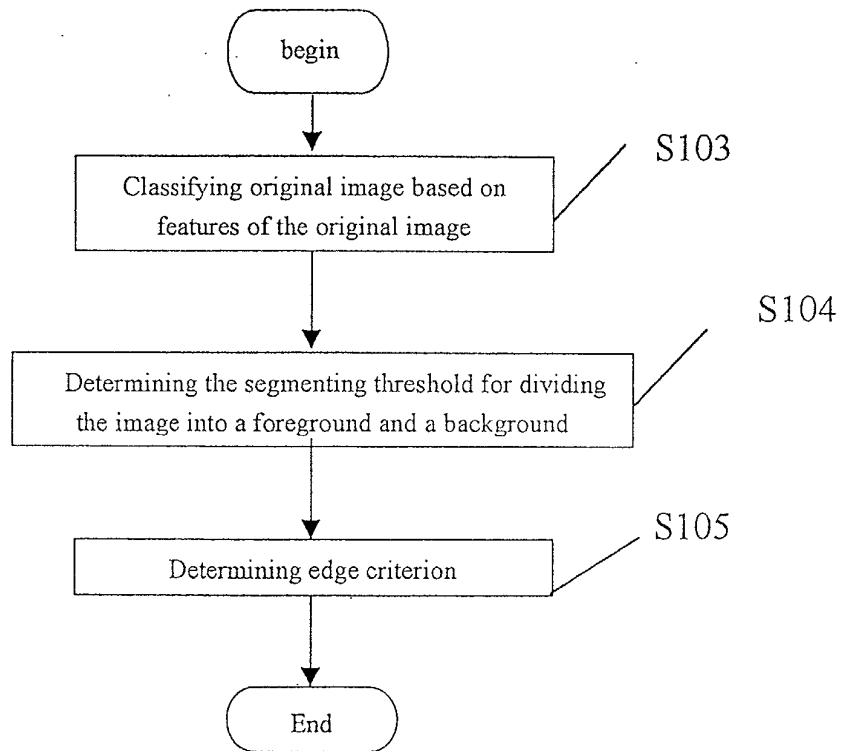 begin
S103
Classifying original image based on
features of the original image
S104
Determining the segmenting threshold for dividing
the image into a foreground and a background
S105
Determining edge criterion
End